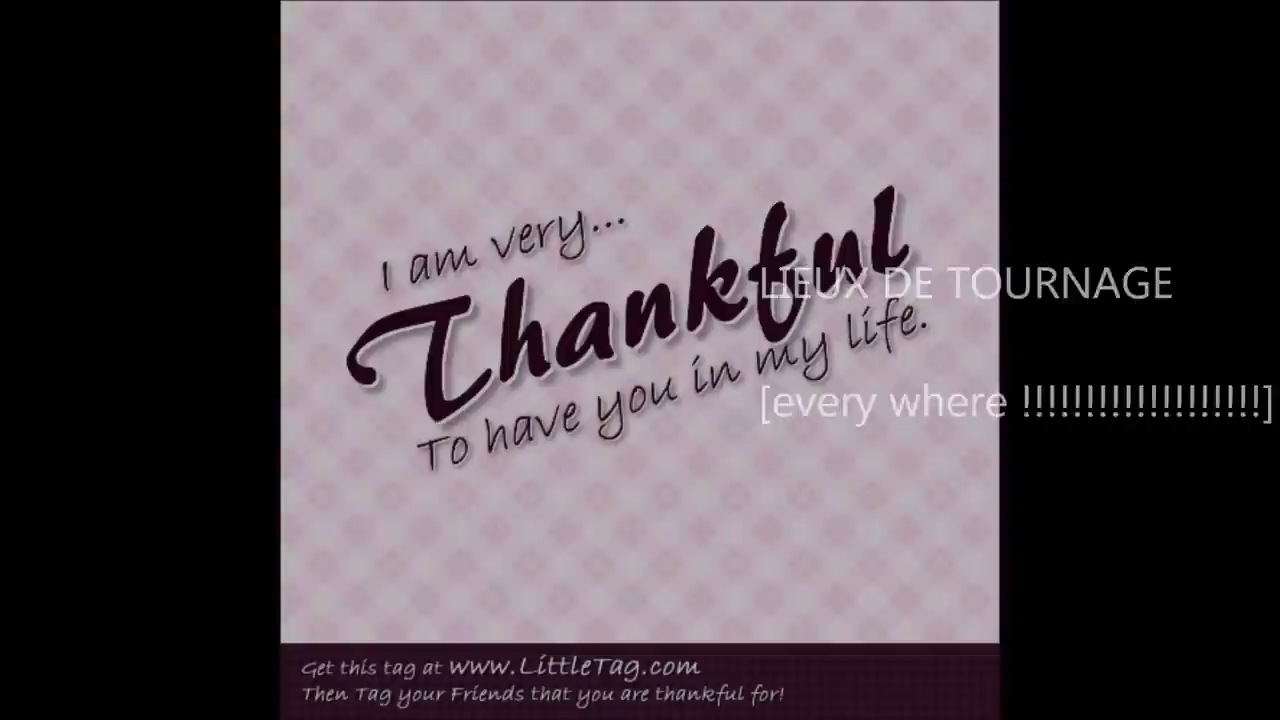 I am very...
Thankful
To have you in my life.
LIEUX DE TOURNAGE
[every where !!!!!!!!!!!!!!!!!!!]
Get this tag at www.LittleTag.com
Then Tag your Friends that you are thankful for!